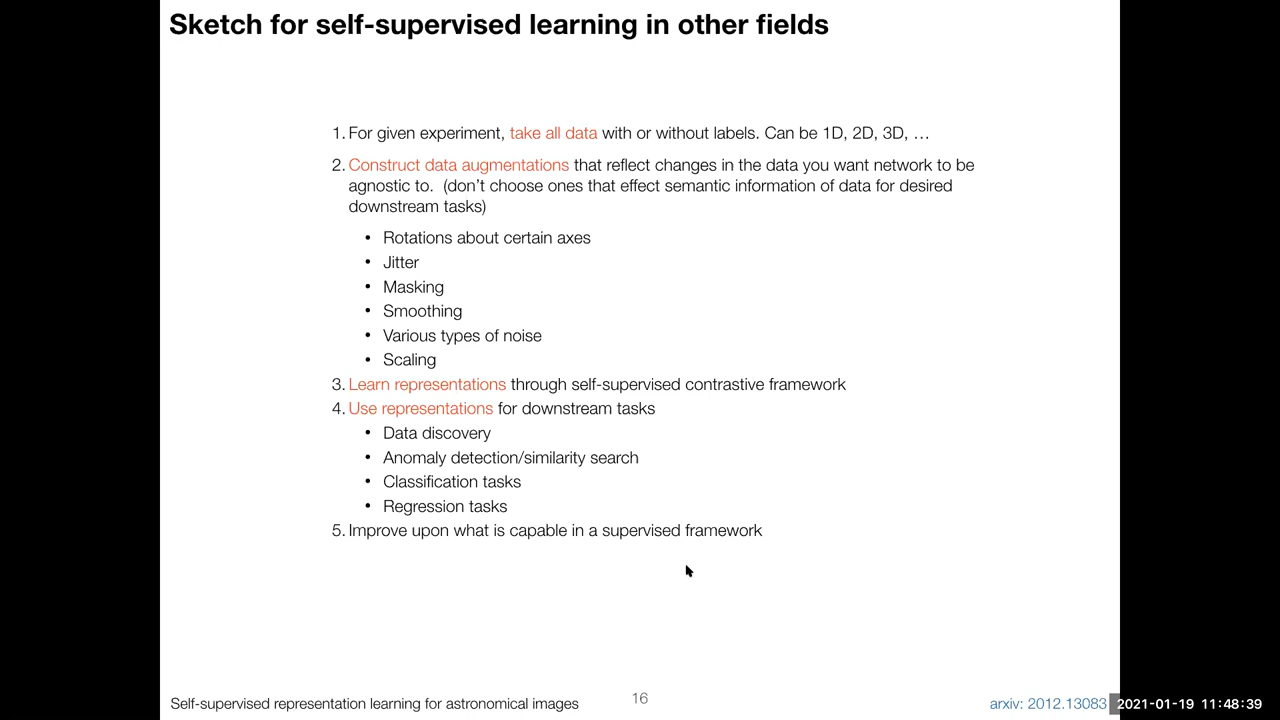 Sketch for self-supervised learning in other fields
1. For given experiment, take all data with or without labels. Can be 1D, 2D, 3D, …
2. Construct data augmentations that reflect changes in the data you want network to be
agnostic to. (don't choose ones that effect semantic information of data for desired
downstream tasks)
• Rotations about certain axes
• Jitter
• Masking
• Smoothing
• Various types of noise
• Scaling
3. Learn representations through self-supervised contrastive framework
4. Use representations for downstream tasks
• Data discovery
• Anomaly detection/similarity search
• Classification tasks
• Regression tasks
5. Improve upon what is capable in a supervised framework
Self-supervised representation learning for astronomical images
16
arxiv: 2012.13083
2021-01-19 11:48:39